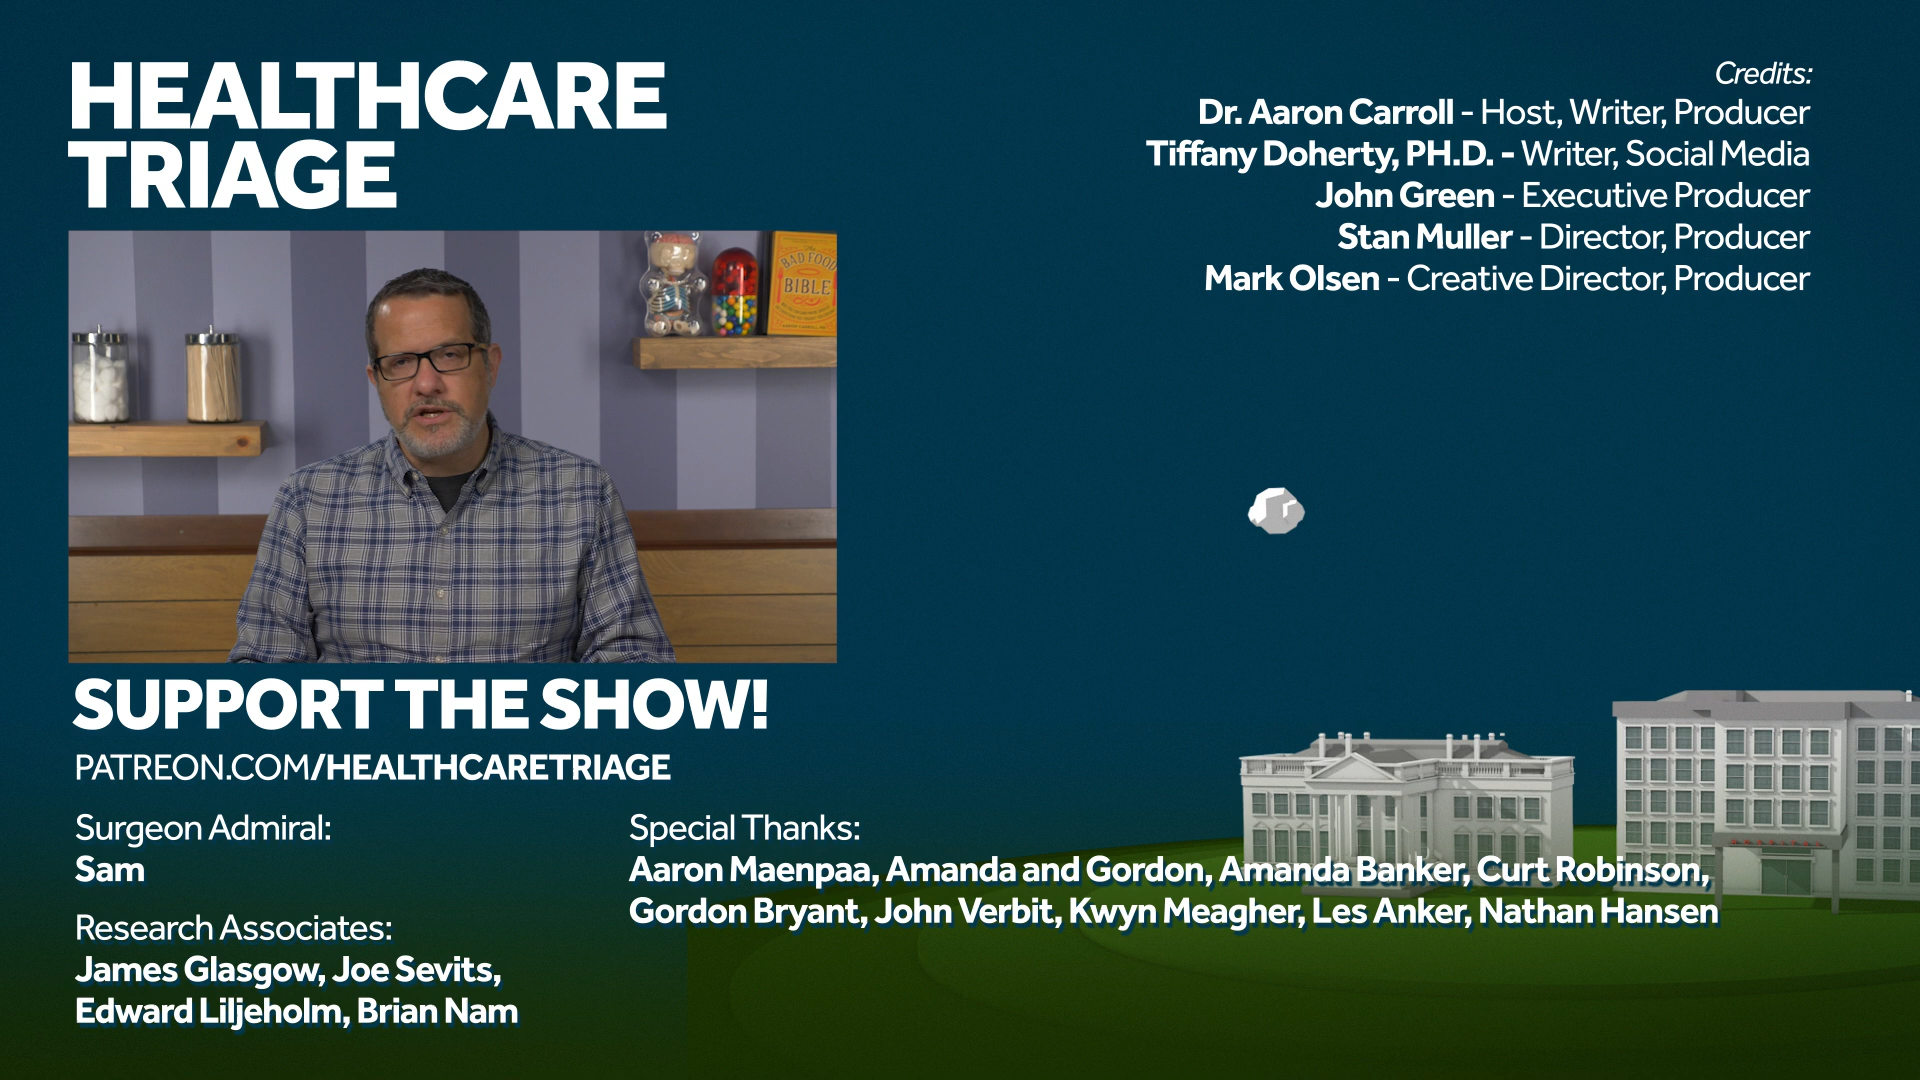 HEALTHCARE
TRIAGE
BAD FOOD
BIBLE
SUPPORT THE SHOW!
PATREON.COM/HEALTHCARETRIAGE
Surgeon Admiral:
Sam
Research Associates:
James Glasgow, Joe Sevits,
Edward Liljeholm, Brian Nam
Special Thanks:
Aaron Maenpaa, Amanda and Gordon, Amanda Banker, Curt Robinson,
Gordon Bryant, John Verbit, Kwyn Meagher, Les Anker, Nathan Hansen
Credits:
Dr. Aaron Carroll - Host, Writer, Producer
Tiffany Doherty, PH.D. - Writer, Social Media
John Green - Executive Producer
Stan Muller - Director, Producer
Mark Olsen - Creative Director, Producer